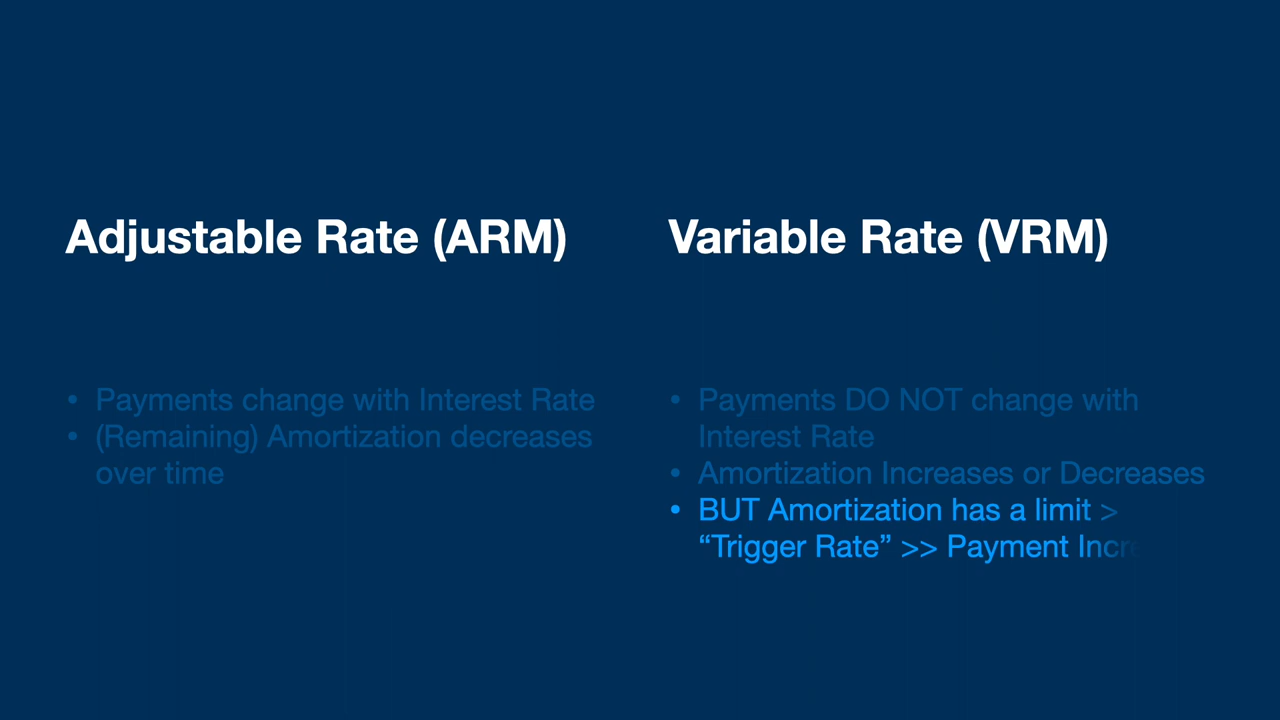 Adjustable Rate (ARM)
• Payments change with Interest Rate
• (Remaining) Amortization decreases
over time
Variable Rate (VRM)
• Payments DO NOT change with
Interest Rate
• Amortization Increases or Decreases
• BUT Amortization has a limit >
“Trigger Rate” >> Payment Incre